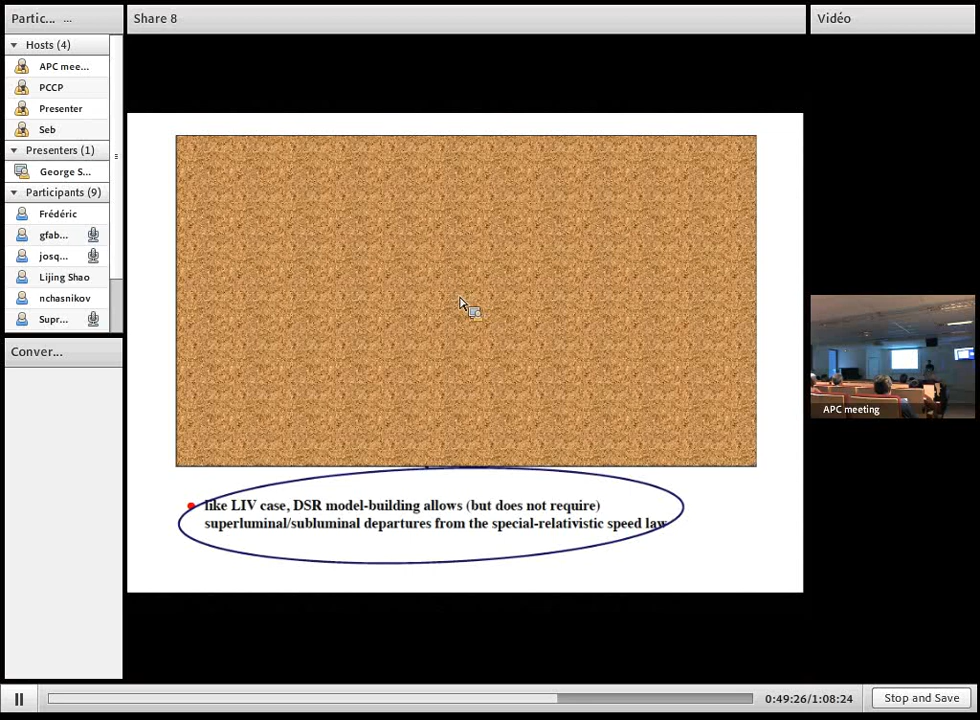 Partic... ...
Share 8
Vidéo
Hosts (4)
APC mee...
PCCP
Presenter
Seb
Presenters (1)
George S...
Participants (9)
Frédéric
gfab...
josq...
Lijing Shao
nchasnikov
Supr...
Conver...
like LIV case, DSR model-building allows (but does not require)
superluminal/subluminal departures from the special-relativistic speed law
APC meeting
0:49:26/1:08:24
Stop and Save